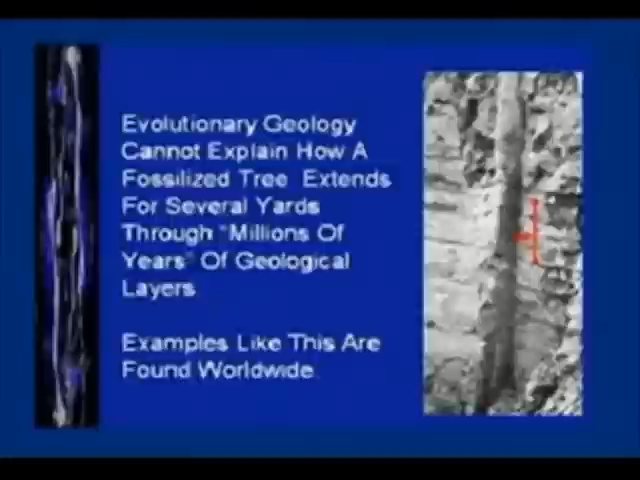 Evolutionary Geology
Cannot Explain How A
Fossilized Tree Extends
For Several Yards
Through "Millions Of
Years" Of Geological
Layers
Examples Like This Are
Found Worldwide